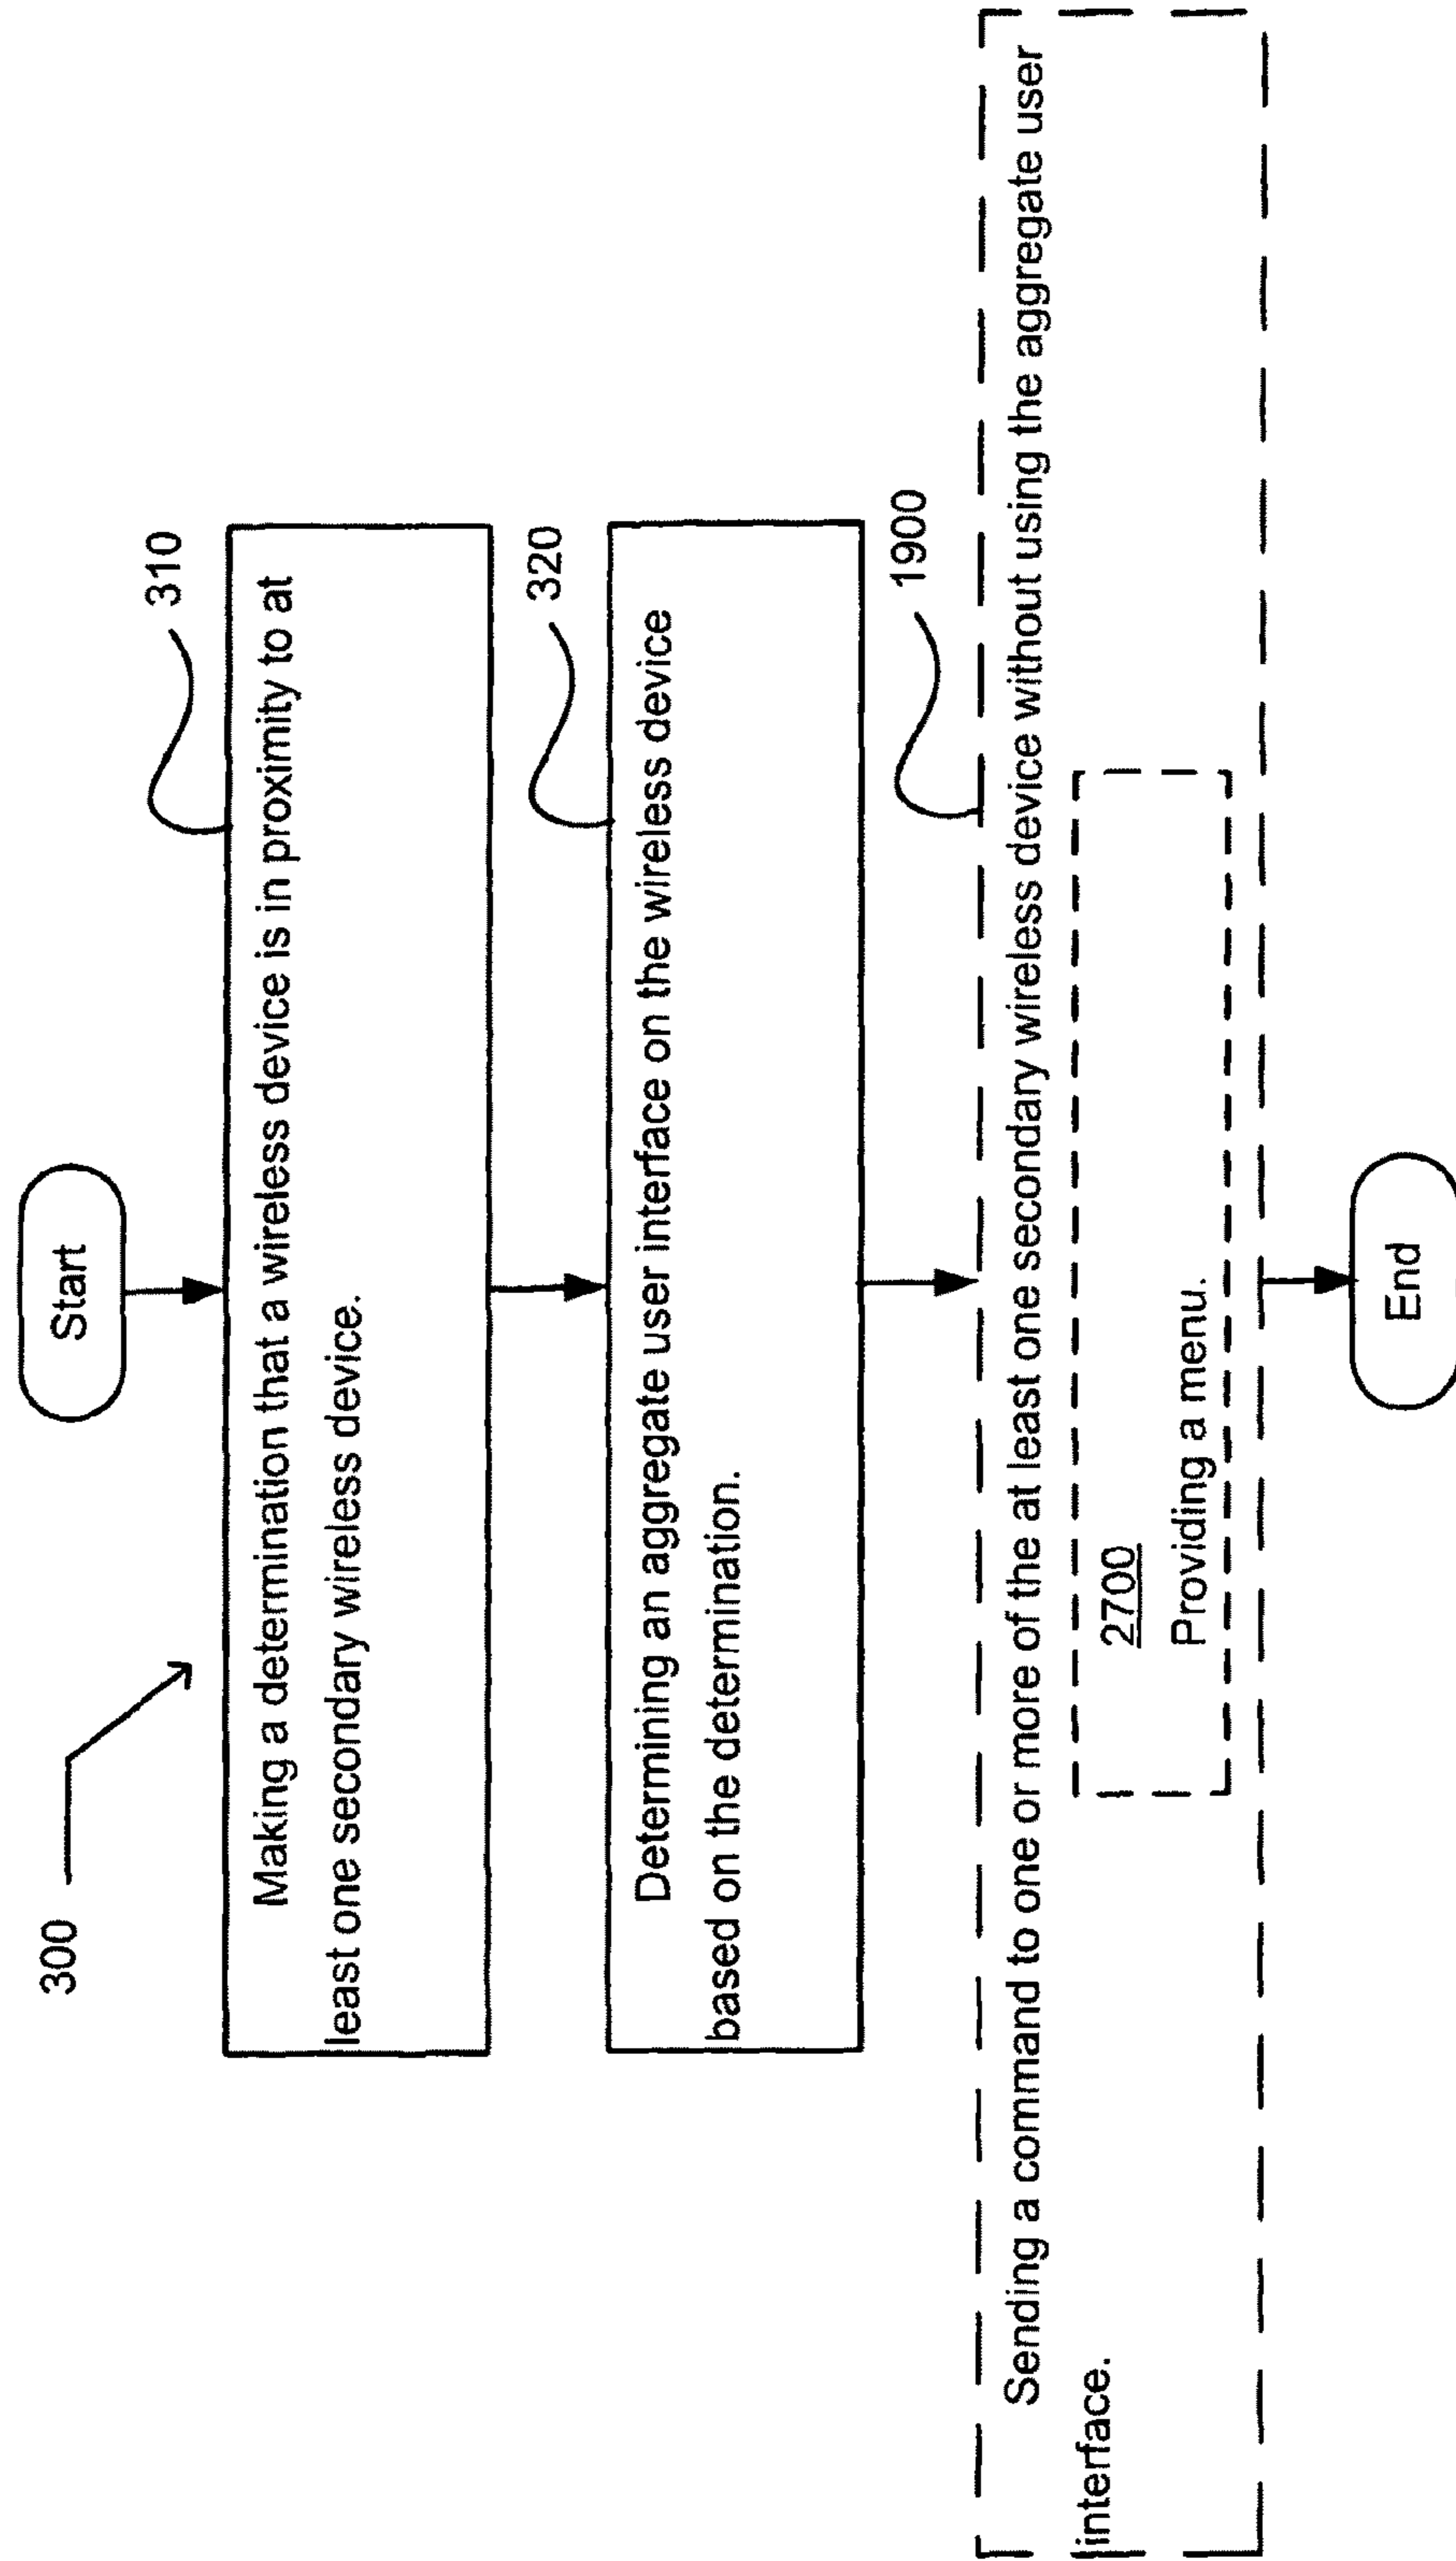 Start
300
310
Making a determination that a wireless device is in proximity to at
least one secondary wireless device.
320
Determining an aggregate user interface on the wireless device
based on the determination.
1900
Sending a command to one or more of the at least one secondary wireless device without using the aggregate user
interface.
2700
Providing a menu.
End